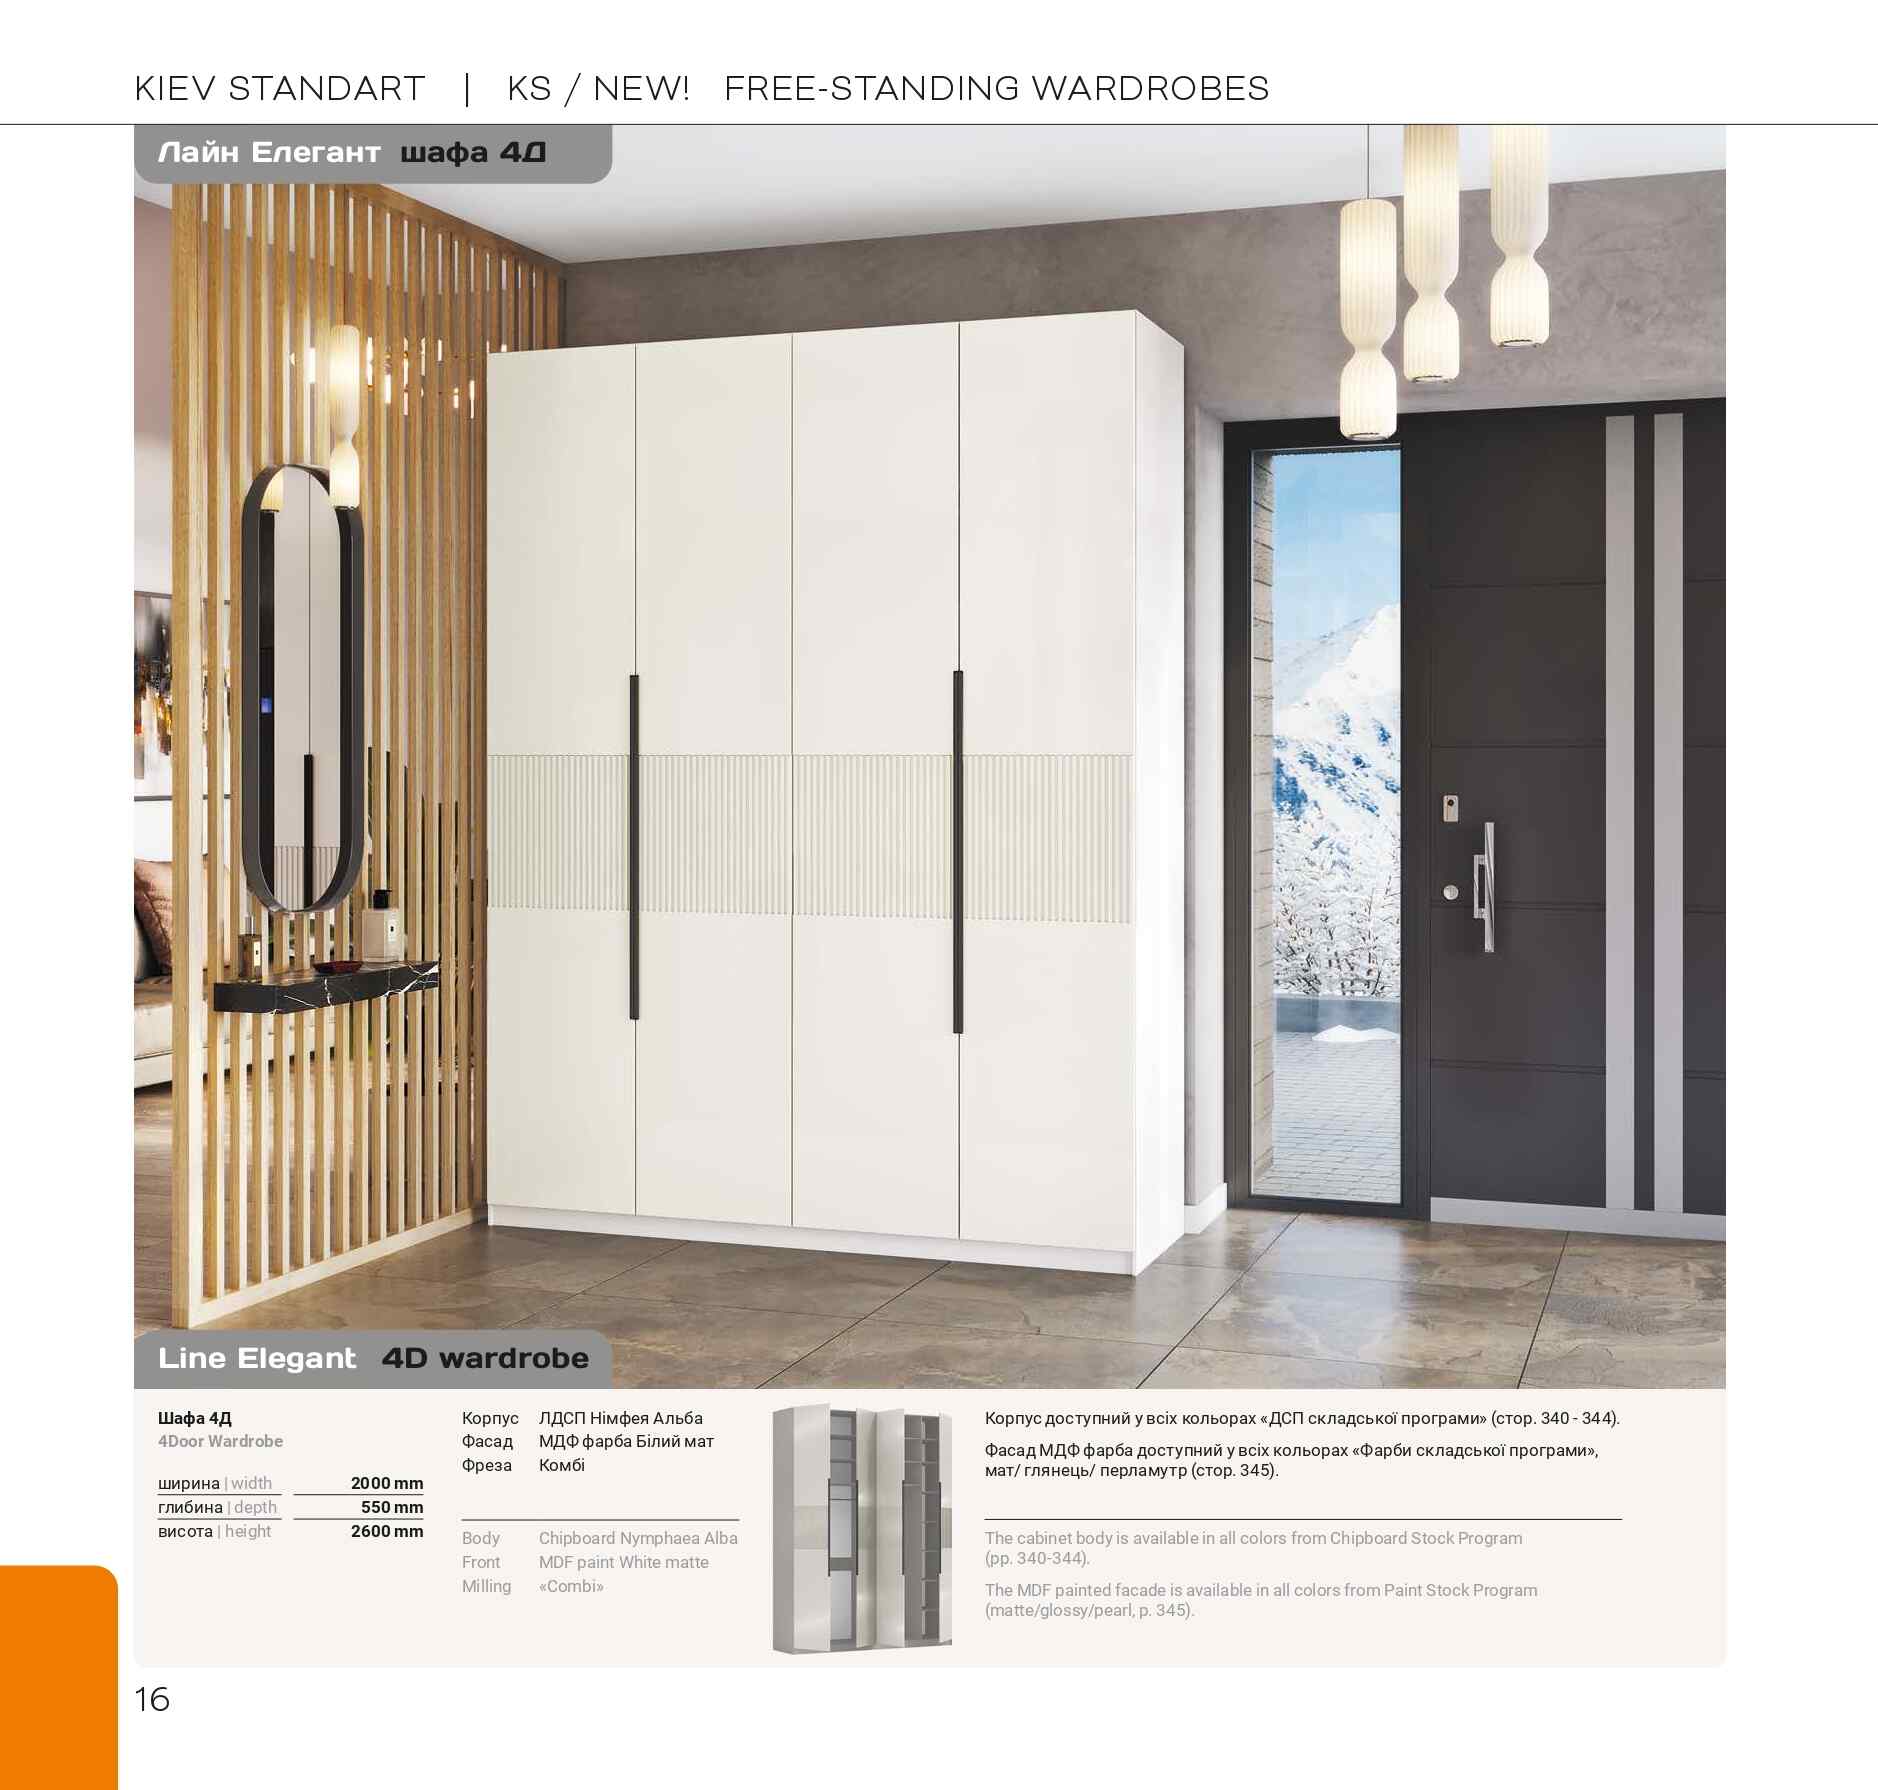 KIEV STANDART | KS / NEW! FREE-STANDING WARDROBES
Лайн Елегант шафа 4Д
Line Elegant 4D wardrobe
Шафа 4Д
4Door Wardrobe
ширина | width 2000 mm
глибина | depth 550 mm
висота | height 2600 mm
Корпус ЛДСП Німфея Альба
Фасад МДФ фарба Білий мат
Фреза Комбі
Body Chipboard Nymphaea Alba
Front MDF paint White matte
Milling «Combi»
Корпус доступний у всіх кольорах «ДСП складської програми» (стор. 340 - 344).
Фасад МДФ фарба доступний у всіх кольорах «Фарби складської програми»,
мат/ глянець/ перламутр (стор. 345).
The cabinet body is available in all colors from Chipboard Stock Program
(pp. 340-344).
The MDF painted facade is available in all colors from Paint Stock Program
(matte/glossy/pearl, p. 345).
16